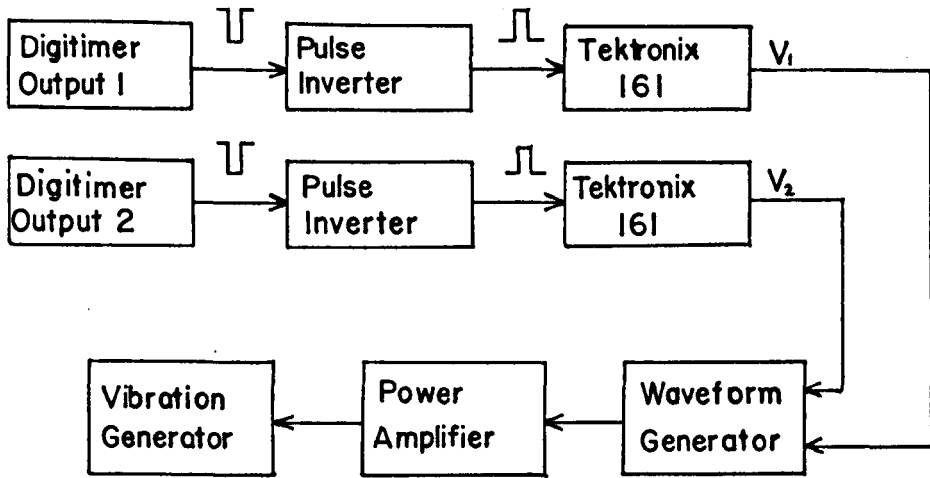 Digitimer
Output 1
Pulse
Inverter
Tektronix
161
V₁
Digitimer
Output 2
Pulse
Inverter
Tektronix
161
V₂
Vibration
Generator
Power
Amplifier
Waveform
Generator